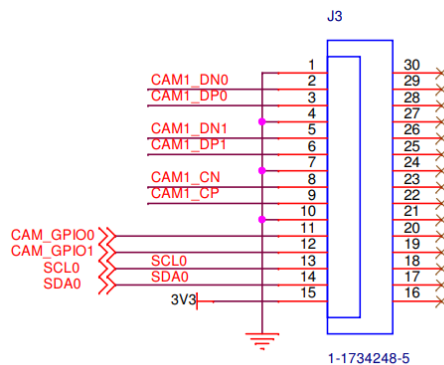 J3
1 30
CAM1_DN0 2 29
CAM1_DP0 3 28
4 27
CAM1_DN1 5 26
CAM1_DP1 6 25
7 24
CAM1_CN 8 23
CAM1_CP 9 22
10 21
CAM_GPIO0 11 20
CAM_GPIO1 12 19
SCL0 SCL0 13 18
SDA0 SDA0 14 17
3V3 15 16
1-1734248-5